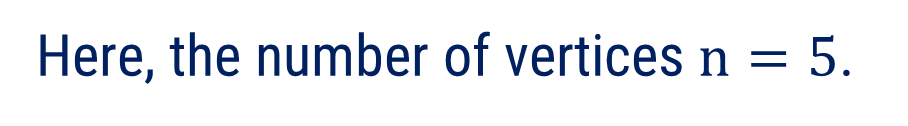 Here, the number of vertices n = 5.